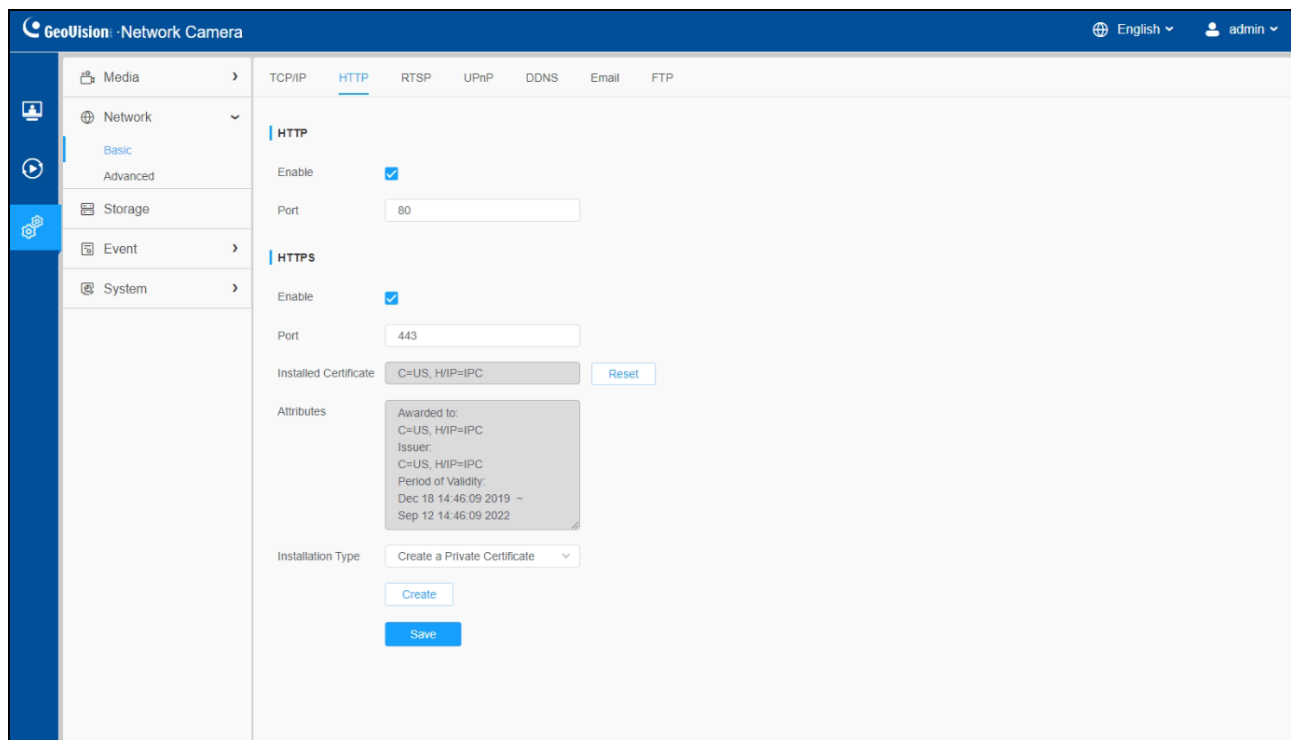 GeoVision · Network Camera
English
admin
Media
Network
Basic
Advanced
Storage
Event
System
TCP/IP HTTP RTSP UPnP DDNS Email FTP
HTTP
Enable
Port 80
HTTPS
Enable
Port 443
Installed Certificate C=US, H/IP=IPC Reset
Attributes Awarded to:
C=US, H/IP=IPC
Issuer:
C=US, H/IP=IPC
Period of Validity:
Dec 18 14:46:09 2019 ~
Sep 12 14:46:09 2022
Installation Type Create a Private Certificate
Create
Save